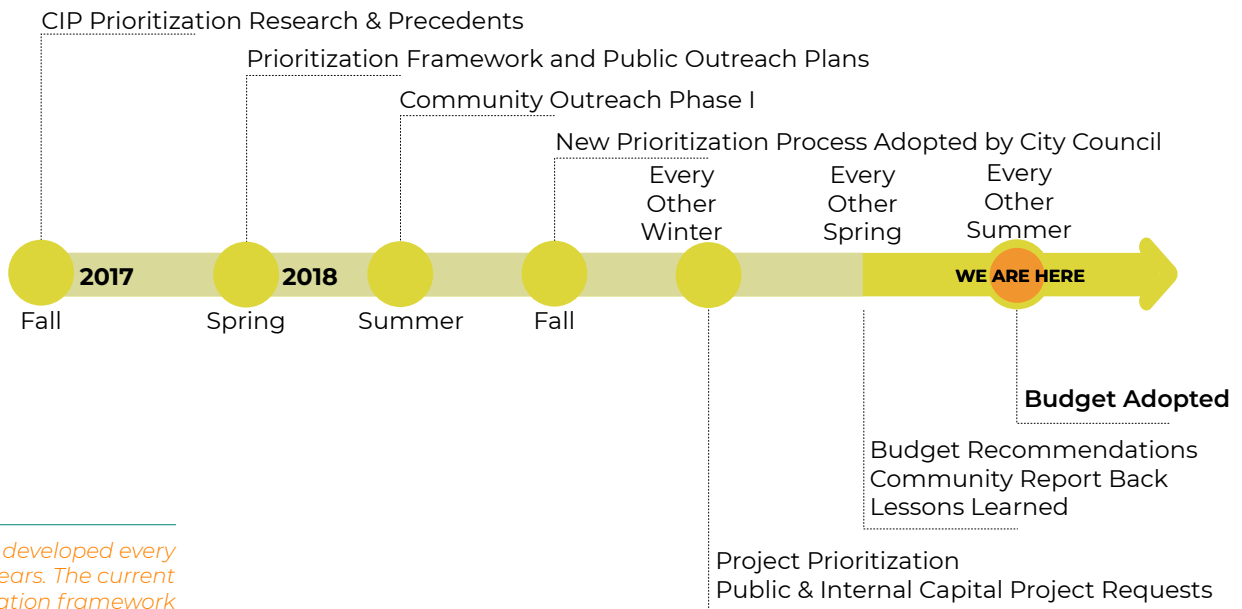 CIP Prioritization Research & Precedents
Prioritization Framework and Public Outreach Plans
Community Outreach Phase I
New Prioritization Process Adopted by City Council
Every
Other
Winter
Every
Other
Spring
Every
Other
Summer
2017
2018
WE ARE HERE
Fall
Spring
Summer
Fall
Budget Adopted
Budget Recommendations
Community Report Back
Lessons Learned
Project Prioritization
Public & Internal Capital Project Requests
developed every
ears. The current
ation framework